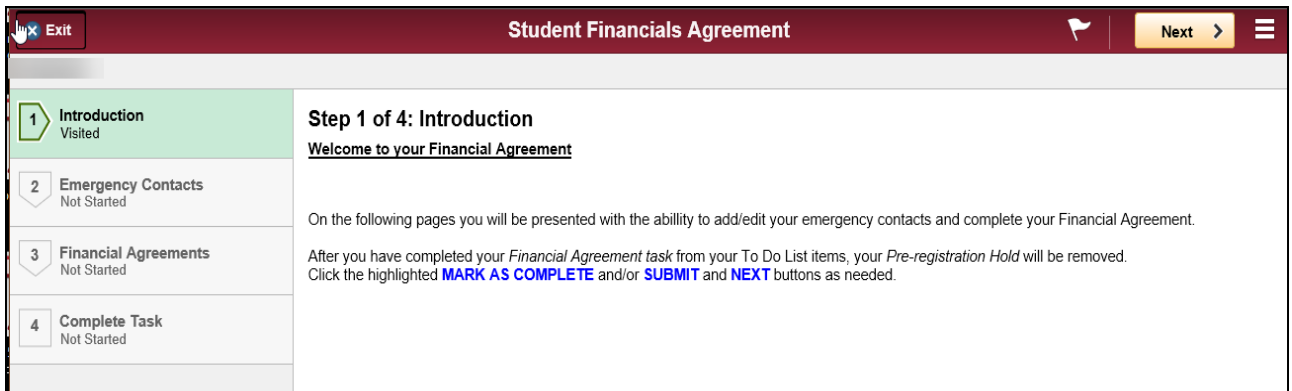 Exit
Student Financials Agreement
Next
1
Introduction
Visited
2
Emergency Contacts
Not Started
3
Financial Agreements
Not Started
4
Complete Task
Not Started
Step 1 of 4: Introduction
Welcome to your Financial Agreement
On the following pages you will be presented with the abillity to add/edit your emergency contacts and complete your Financial Agreement.
After you have completed your Financial Agreement task from your To Do List items, your Pre-registration Hold will be removed.
Click the highlighted MARK AS COMPLETE and/or SUBMIT and NEXT buttons as needed.